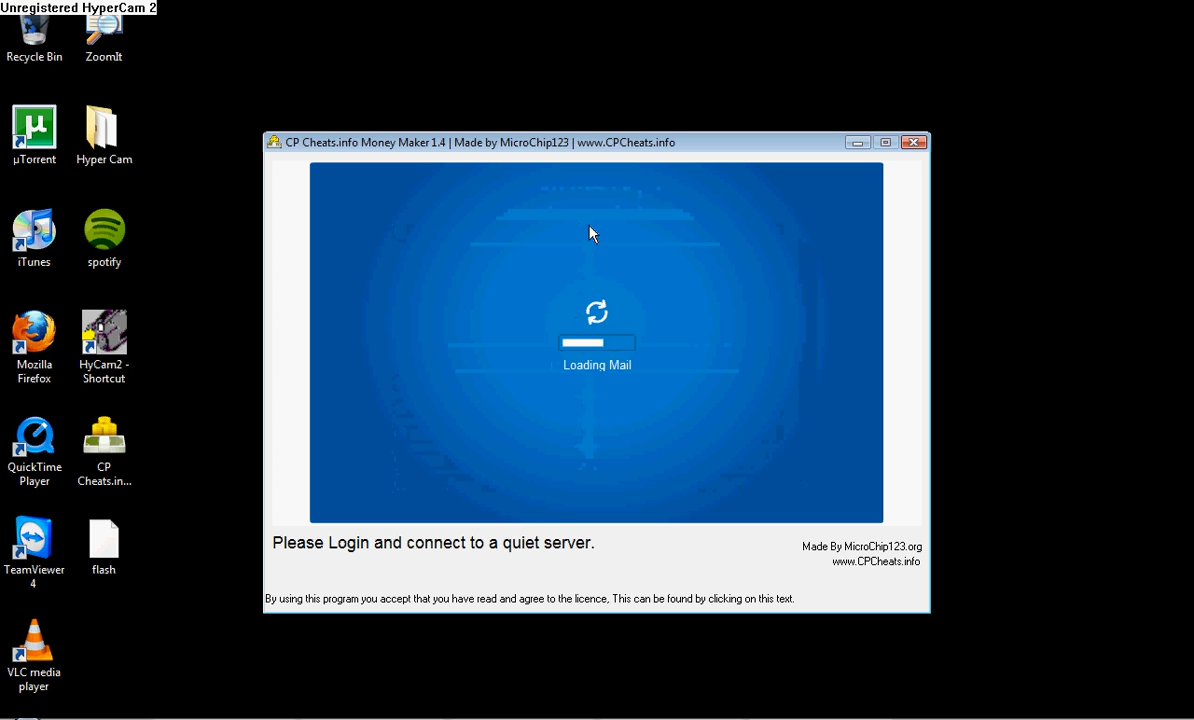 Unregistered HyperCam 2
Recycle Bin
ZoomIt
µTorrent
Hyper Cam
iTunes
spotify
Mozilla
Firefox
HyCam2 -
Shortcut
QuickTime
Player
CP
Cheats.in...
TeamViewer
4
flash
VLC media
player
CP Cheats.info Money Maker 1.4 | Made by MicroChip123 | www.CPCheats.info
Loading Mail
Please Login and connect to a quiet server.
Made By MicroChip123.org
www.CPCheats.info
By using this program you accept that you have read and agree to the licence, This can be found by clicking on this text.